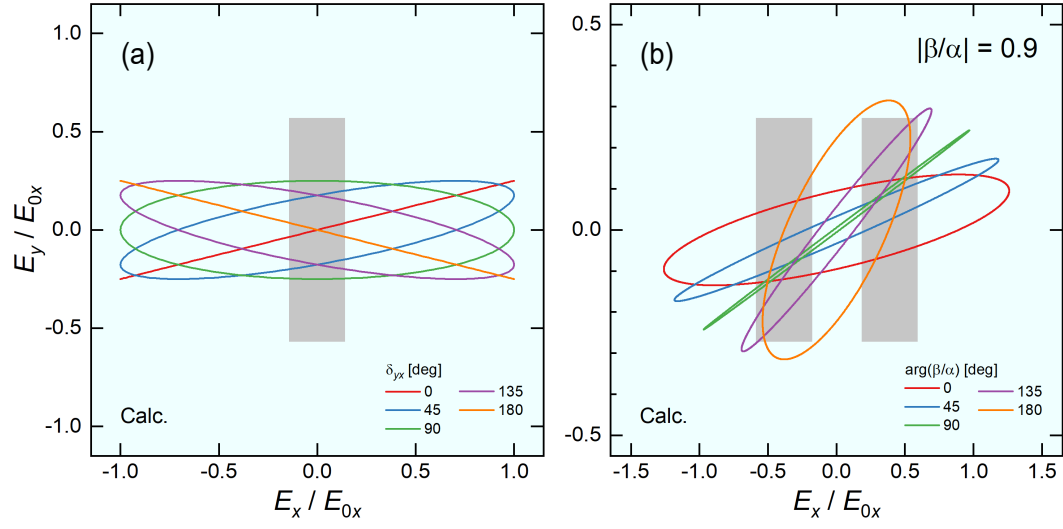 (a)
1.0
0.5
0.0
-0.5
-1.0
E_y / E_0x
δ_yx [deg]
0 135
45 180
90
Calc.
-1.0 -0.5 0.0 0.5 1.0
E_x / E_0x
(b)
|β/α| = 0.9
0.5
0.0
-0.5
arg(β/α) [deg]
0 135
45 180
90
Calc.
-1.5 -1.0 -0.5 0.0 0.5 1.0 1.5
E_x / E_0x